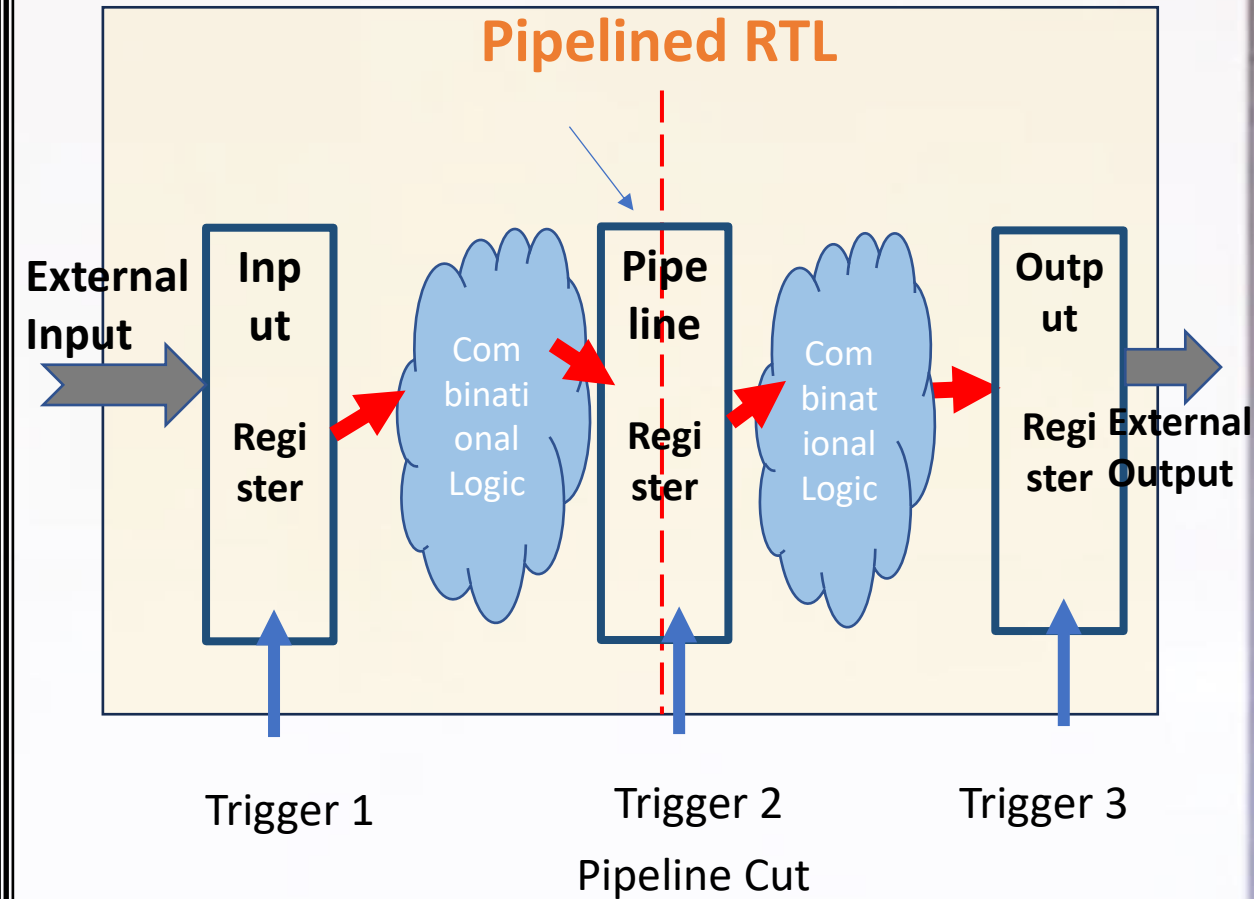 Pipelined RTL
External
Input
Inp
ut
Regi
ster
Com
binati
onal
Logic
Pipe
line
Regi
ster
Com
binat
ional
Logic
Outp
ut
Regi
ster
External
Output
Trigger 1
Trigger 2
Trigger 3
Pipeline Cut